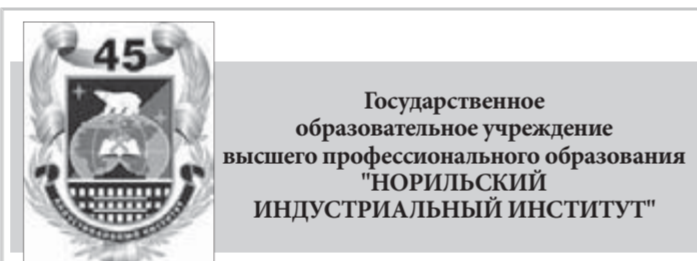 45
Государственное
образовательное учреждение
высшего профессионального образования
"НОРИЛЬСКИЙ
ИНДУСТРИАЛЬНЫЙ ИНСТИТУТ"